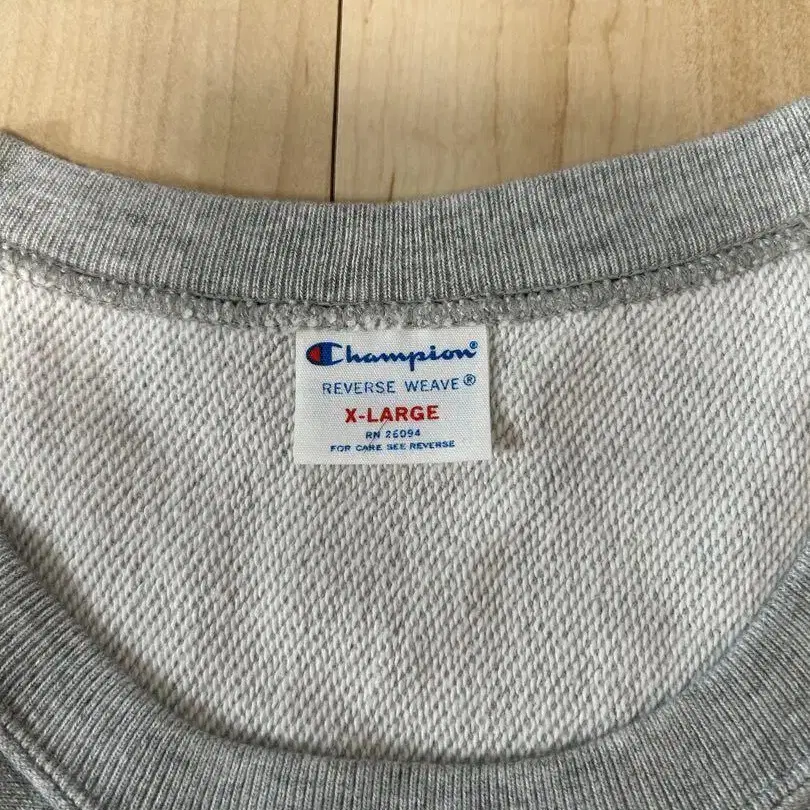 Champion®
REVERSE WEAVE®
X-LARGE
RN 26094
FOR CARE SEE REVERSE